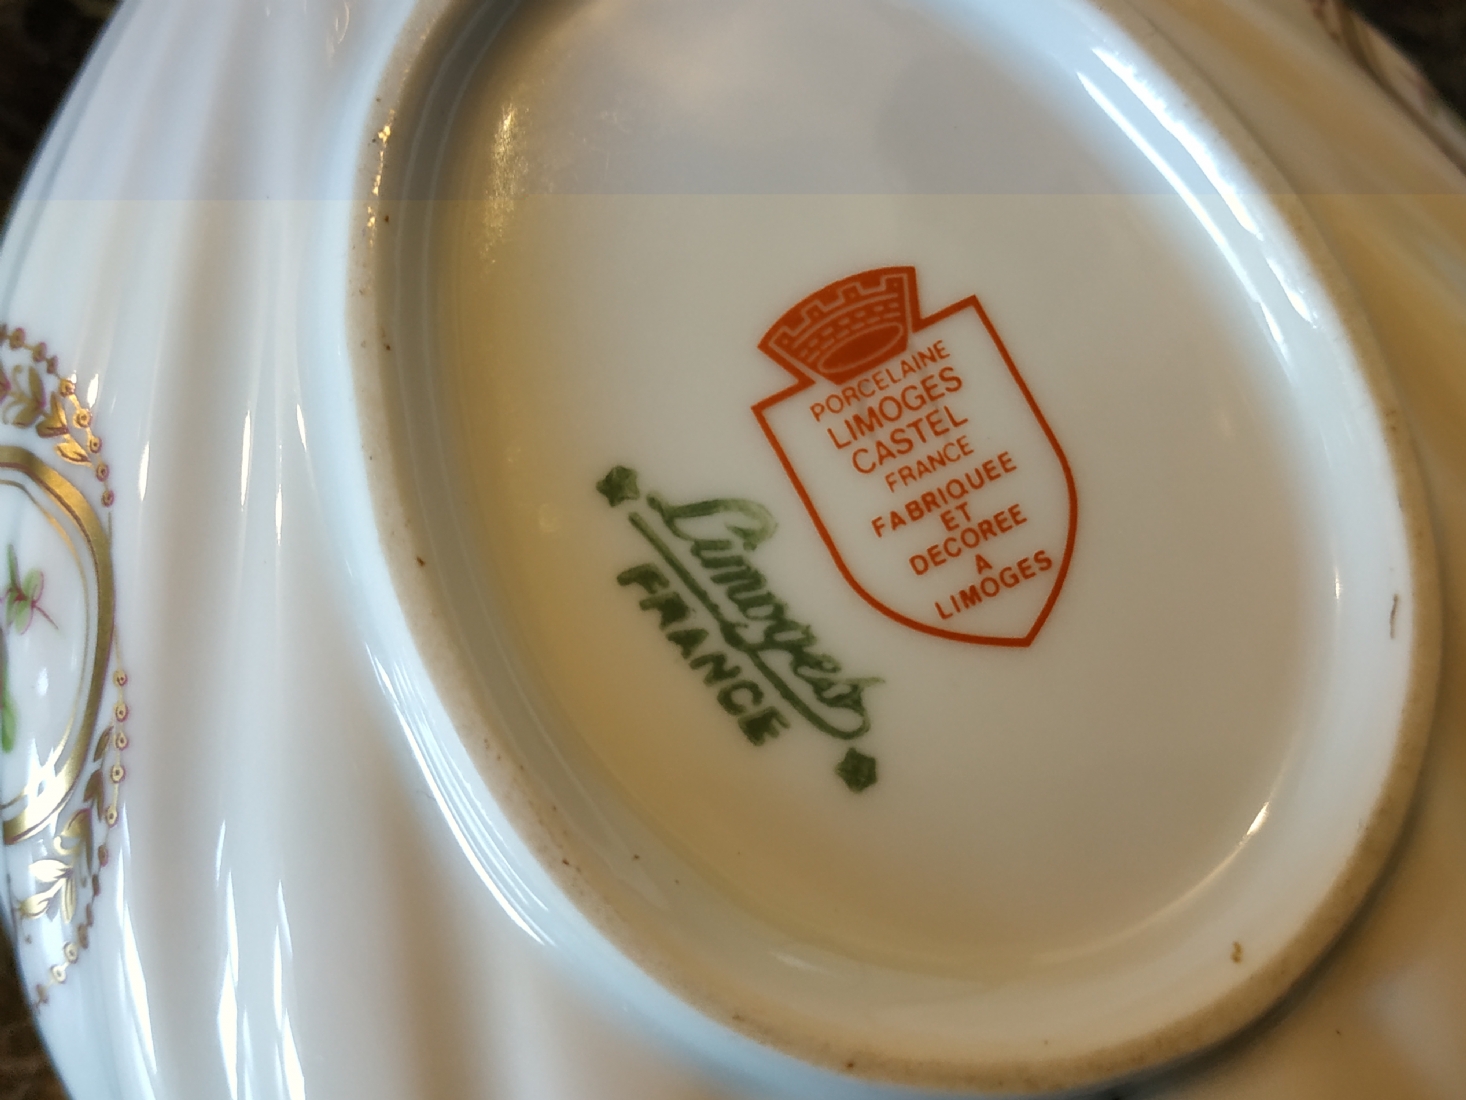 PORCELAINE
LIMOGES
CASTEL
FRANCE
FABRIQUEE
ET
DECOREE
A
LIMOGES
Limoges
FRANCE